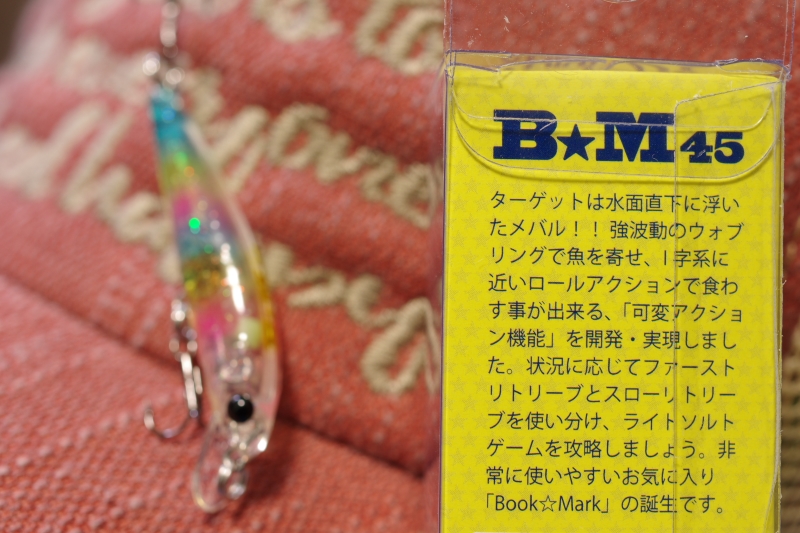 B★M 45
ターゲットは水面直下に浮い
たメバル！！強波動のウォブ
リングで魚を寄せ、I字系に
近いロールアクションで食わ
す事が出来る、「可変アクショ
ン機能」を開発・実現しまし
た。状況に応じてファースト
リトリーブとスローリトリー
ブを使い分け、ライトソルト
ゲームを攻略しましょう。非
常に使いやすいお気に入り
「Book☆Mark」の誕生です。